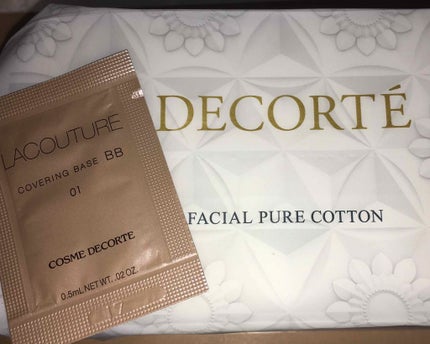 LACOUTURE
COVERING BASE BB
01
COSME DECORTE
0.5mL NET WT. .02 OZ.
DECORTÉ
FACIAL PURE COTTON